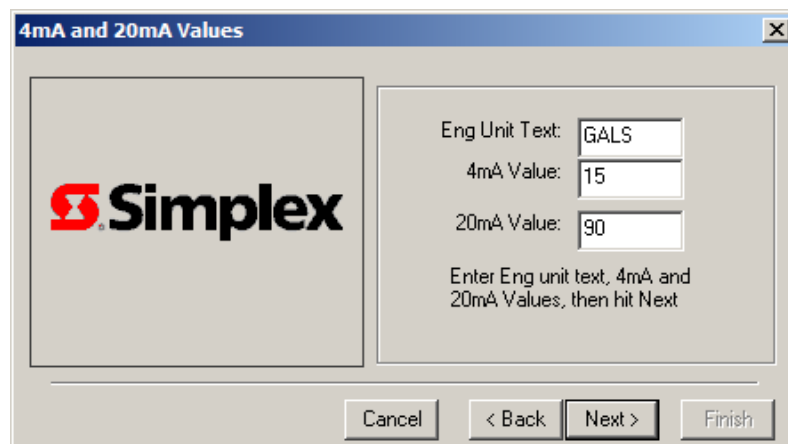 4mA and 20mA Values
Simplex
Eng Unit Text: GALS
4mA Value: 15
20mA Value: 90
Enter Eng unit text, 4mA and
20mA Values, then hit Next
Cancel < Back Next > Finish